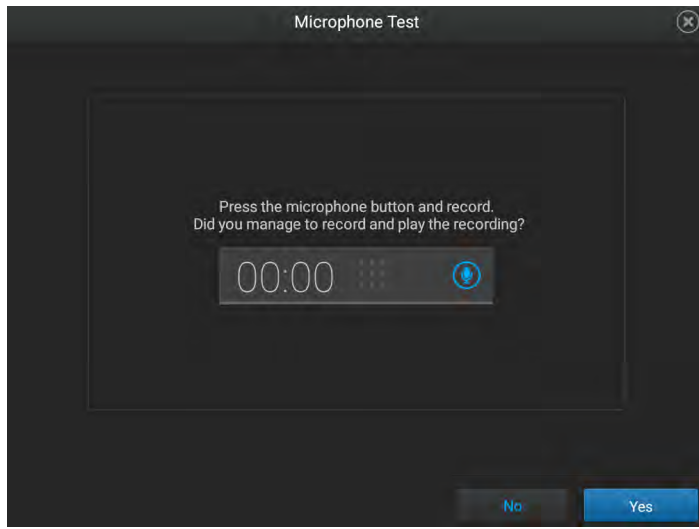 Microphone Test
Press the microphone button and record.
Did you manage to record and play the recording?
00:00
No
Yes